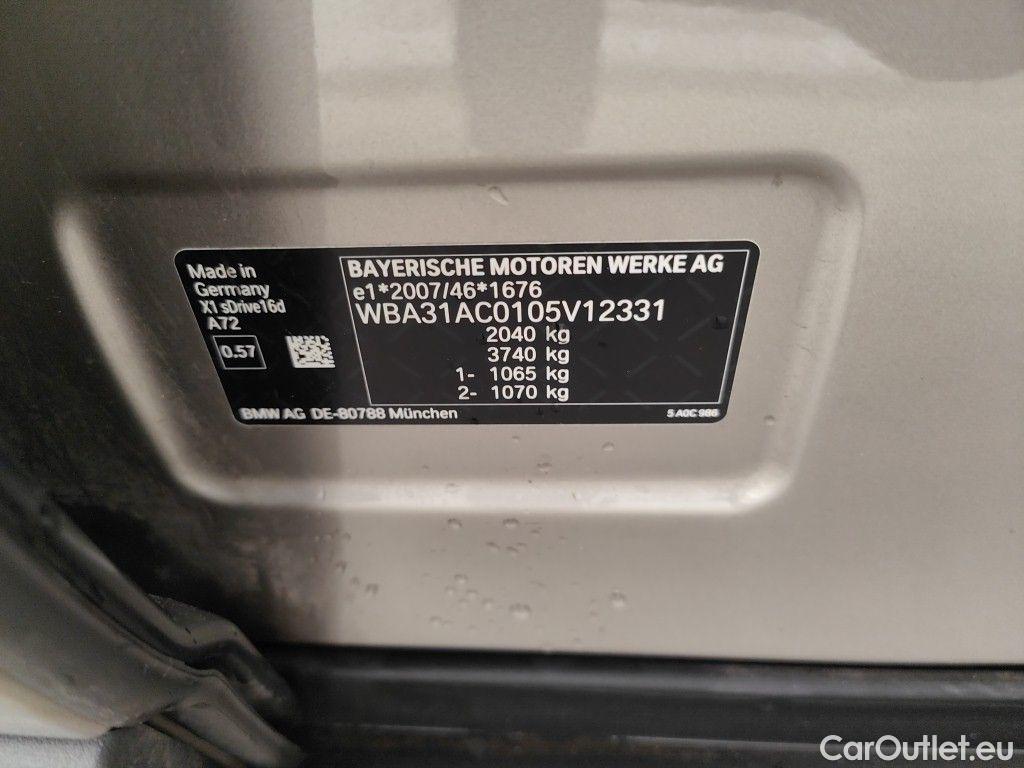 Made in
Germany
X1 sDrive16d
A72
0.57
BAYERISCHE MOTOREN WERKE AG
e1*2007/46*1676
WBA31AC0105V12331
2040 kg
3740 kg
1- 1065 kg
2- 1070 kg
BMW AG DE-80788 München
5 A0C 986
CarOutlet.eu